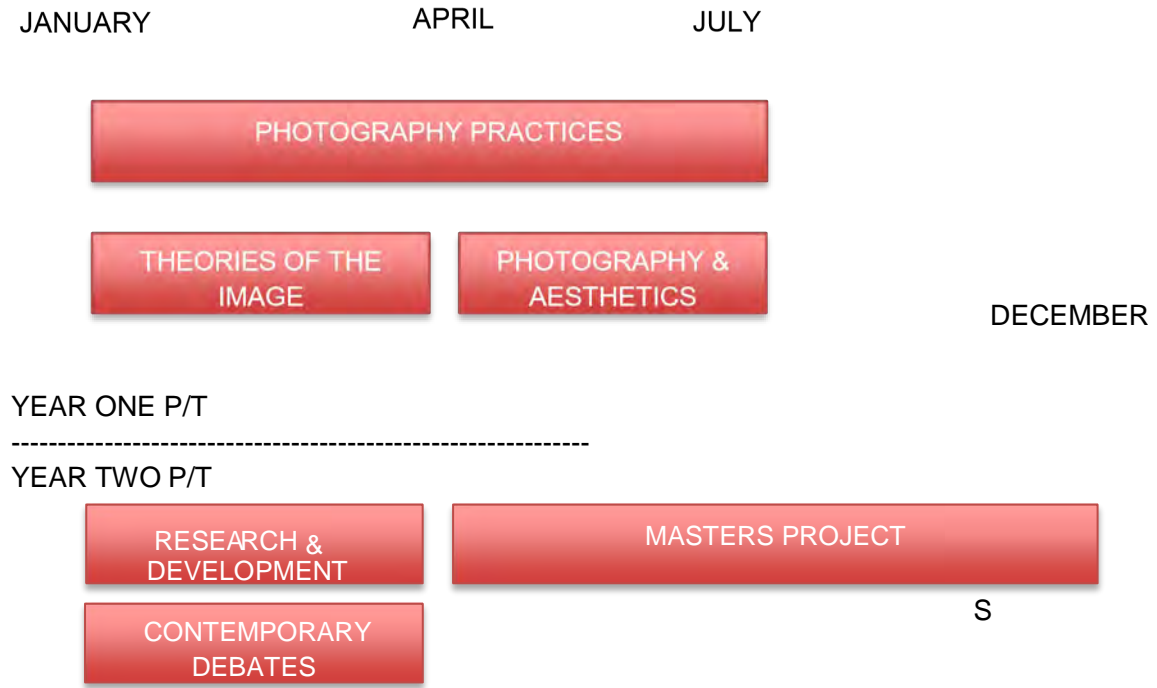 JANUARY APRIL JULY
PHOTOGRAPHY PRACTICES
THEORIES OF THE
IMAGE
PHOTOGRAPHY &
AESTHETICS
DECEMBER
YEAR ONE P/T
--------------------------------------------------------------
YEAR TWO P/T
RESEARCH &
DEVELOPMENT
MASTERS PROJECT
S
CONTEMPORARY
DEBATES